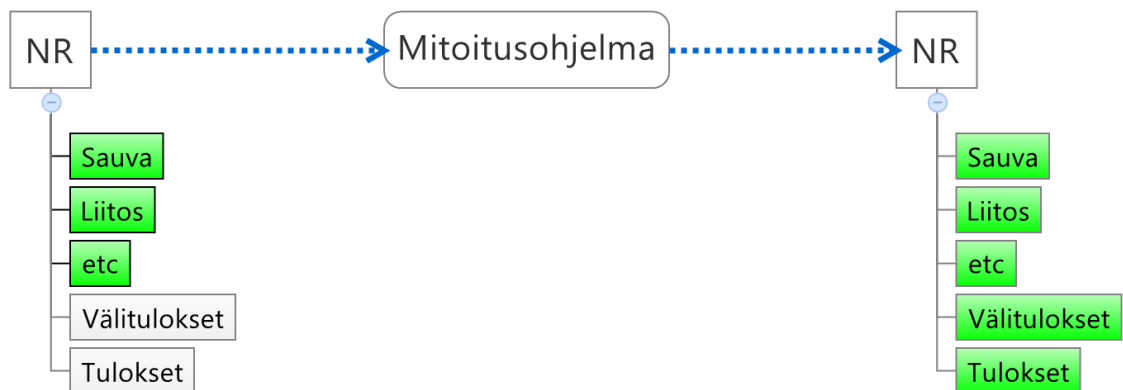 NR
Mitoitusohjelma
NR
Sauva
Liitos
etc
Välitulokset
Tulokset
Sauva
Liitos
etc
Välitulokset
Tulokset